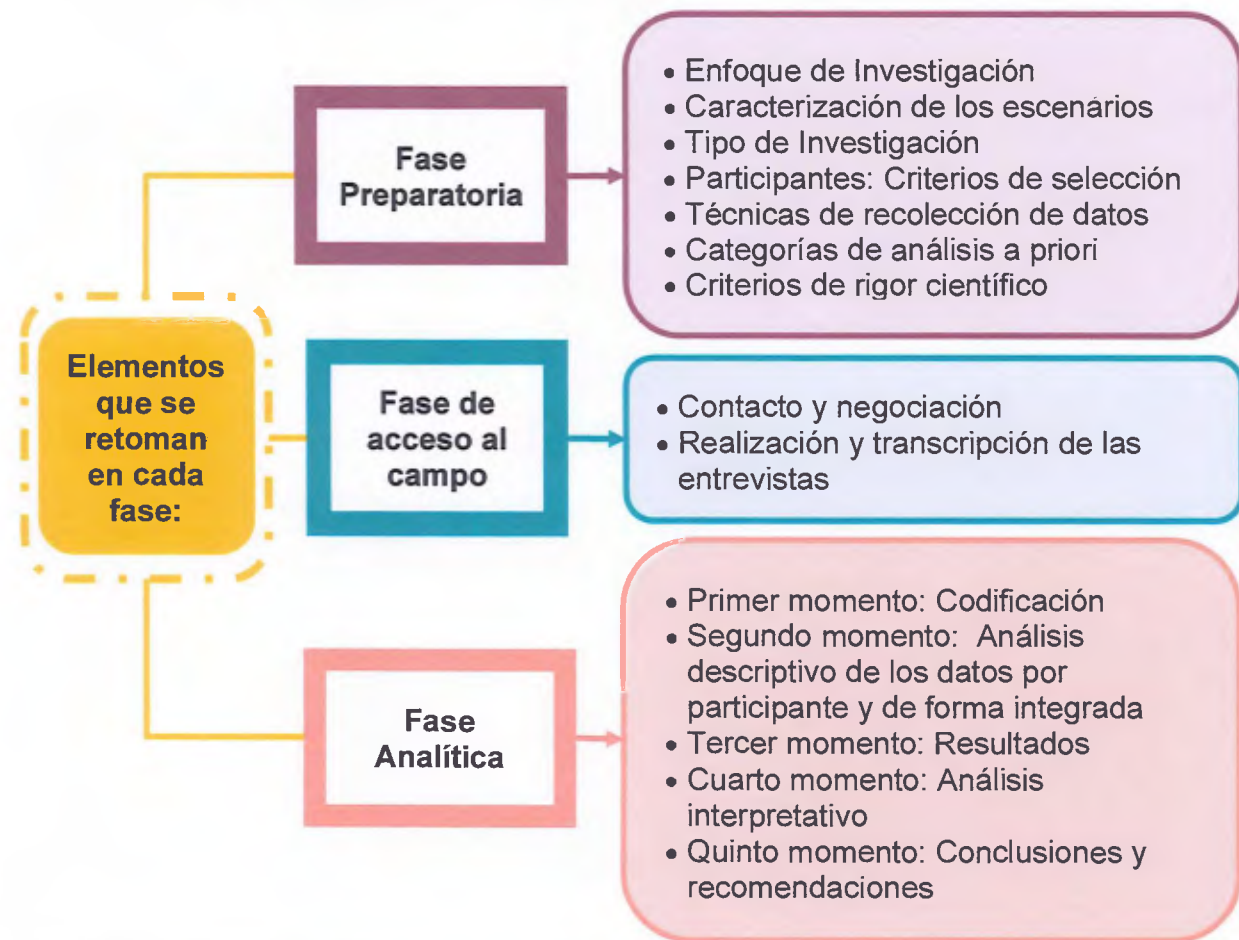 Elementos
que se
retoman
en cada
fase:
Fase
Preparatoria
• Enfoque de Investigación
• Caracterización de los escenarios
• Tipo de Investigación
• Participantes: Criterios de selección
• Técnicas de recolección de datos
• Categorías de análisis a priori
• Criterios de rigor científico
Fase de
acceso al
campo
• Contacto y negociación
• Realización y transcripción de las
entrevistas
Fase
Analítica
• Primer momento: Codificación
• Segundo momento: Análisis
descriptivo de los datos por
participante y de forma integrada
• Tercer momento: Resultados
• Cuarto momento: Análisis
interpretativo
• Quinto momento: Conclusiones y
recomendaciones